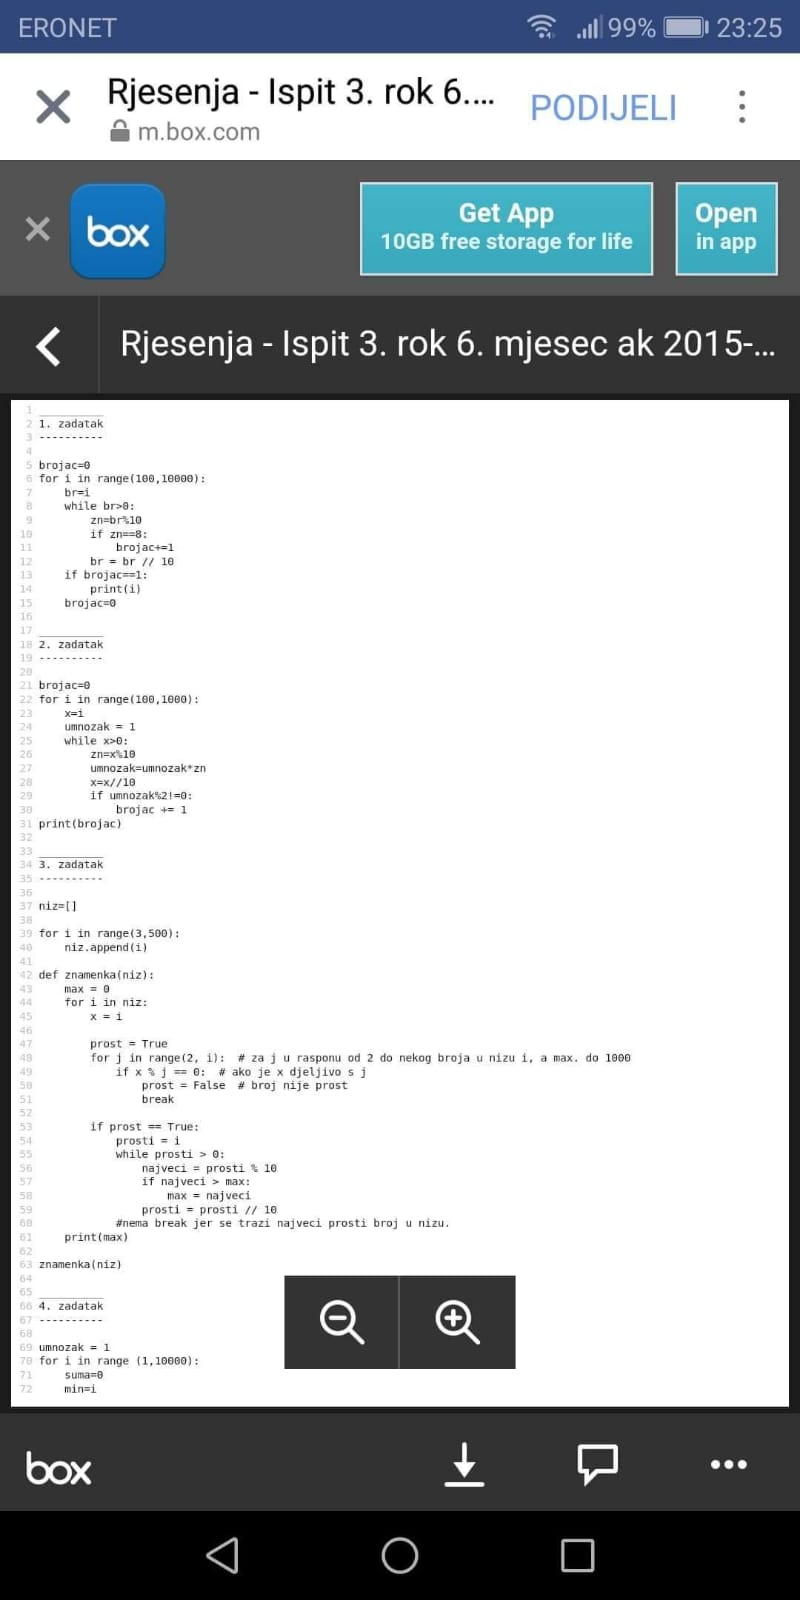 ERONET 99% 23:25
Rjesenja - Ispit 3. rok 6.... PODIJELI
m.box.com
box Get App Open
10GB free storage for life in app
Rjesenja - Ispit 3. rok 6. mjesec ak 2015-...
1 __________
2 1. zadatak
3 ----------
4
5 brojac=0
6 for i in range(100,10000):
7     br=i
8     while br>0:
9         zn=br%10
10         if zn==8:
11             brojac+=1
12         br = br // 10
13     if brojac==1:
14         print(i)
15     brojac=0
16
17 __________
18 2. zadatak
19 ----------
20
21 brojac=0
22 for i in range(100,1000):
23     x=i
24     umnozak = 1
25     while x>0:
26         zn=x%10
27         umnozak=umnozak*zn
28         x=x//10
29         if umnozak%2!=0:
30             brojac += 1
31 print(brojac)
32
33 __________
34 3. zadatak
35 ----------
36
37 niz=[]
38
39 for i in range(3,500):
40     niz.append(i)
41
42 def znamenka(niz):
43     max = 0
44     for i in niz:
45         x = i
46
47         prost = True
48         for j in range(2, i):  # za j u rasponu od 2 do nekog broja u nizu i, a max. do 1000
49             if x % j == 0:  # ako je x djeljivo s j
50                 prost = False  # broj nije prost
51                 break
52
53         if prost == True:
54             prosti = i
55             while prosti > 0:
56                 najveci = prosti % 10
57                 if najveci > max:
58                     max = najveci
59                 prosti = prosti // 10
60             #nema break jer se trazi najveci prosti broj u nizu.
61     print(max)
62
63 znamenka(niz)
64
65 __________
66 4. zadatak
67 ----------
68
69 umnozak = 1
70 for i in range (1,10000):
71     suma=0
72     min=i
box